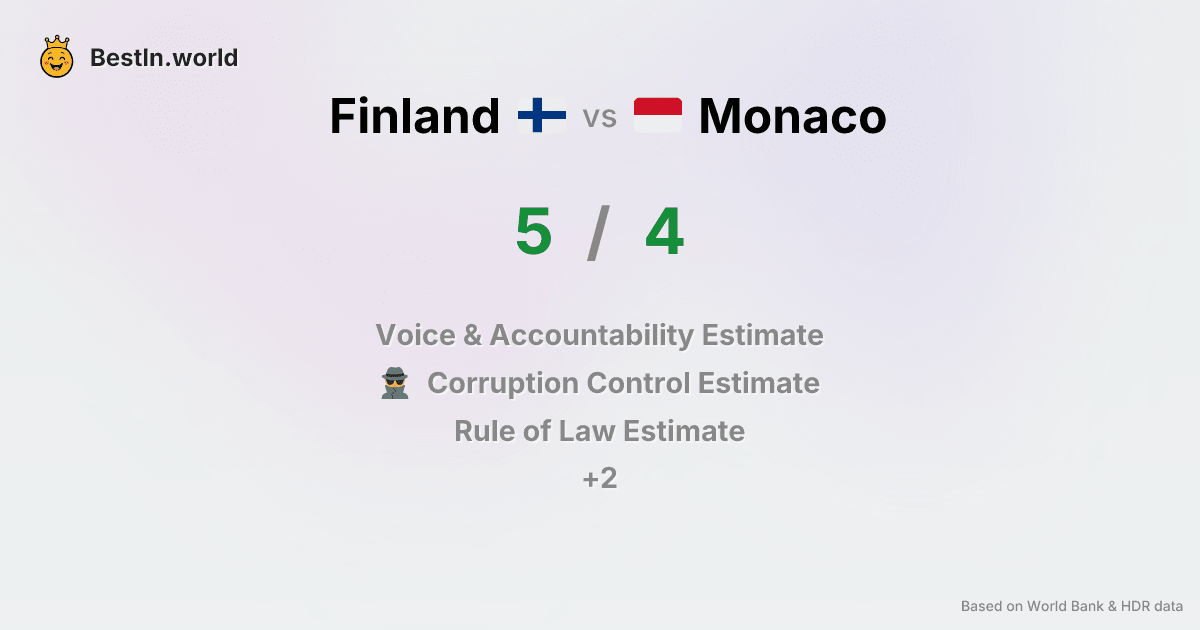 BestIn.world
Finland vs Monaco
5 / 4
Voice & Accountability Estimate
Corruption Control Estimate
Rule of Law Estimate
+2
Based on World Bank & HDR data